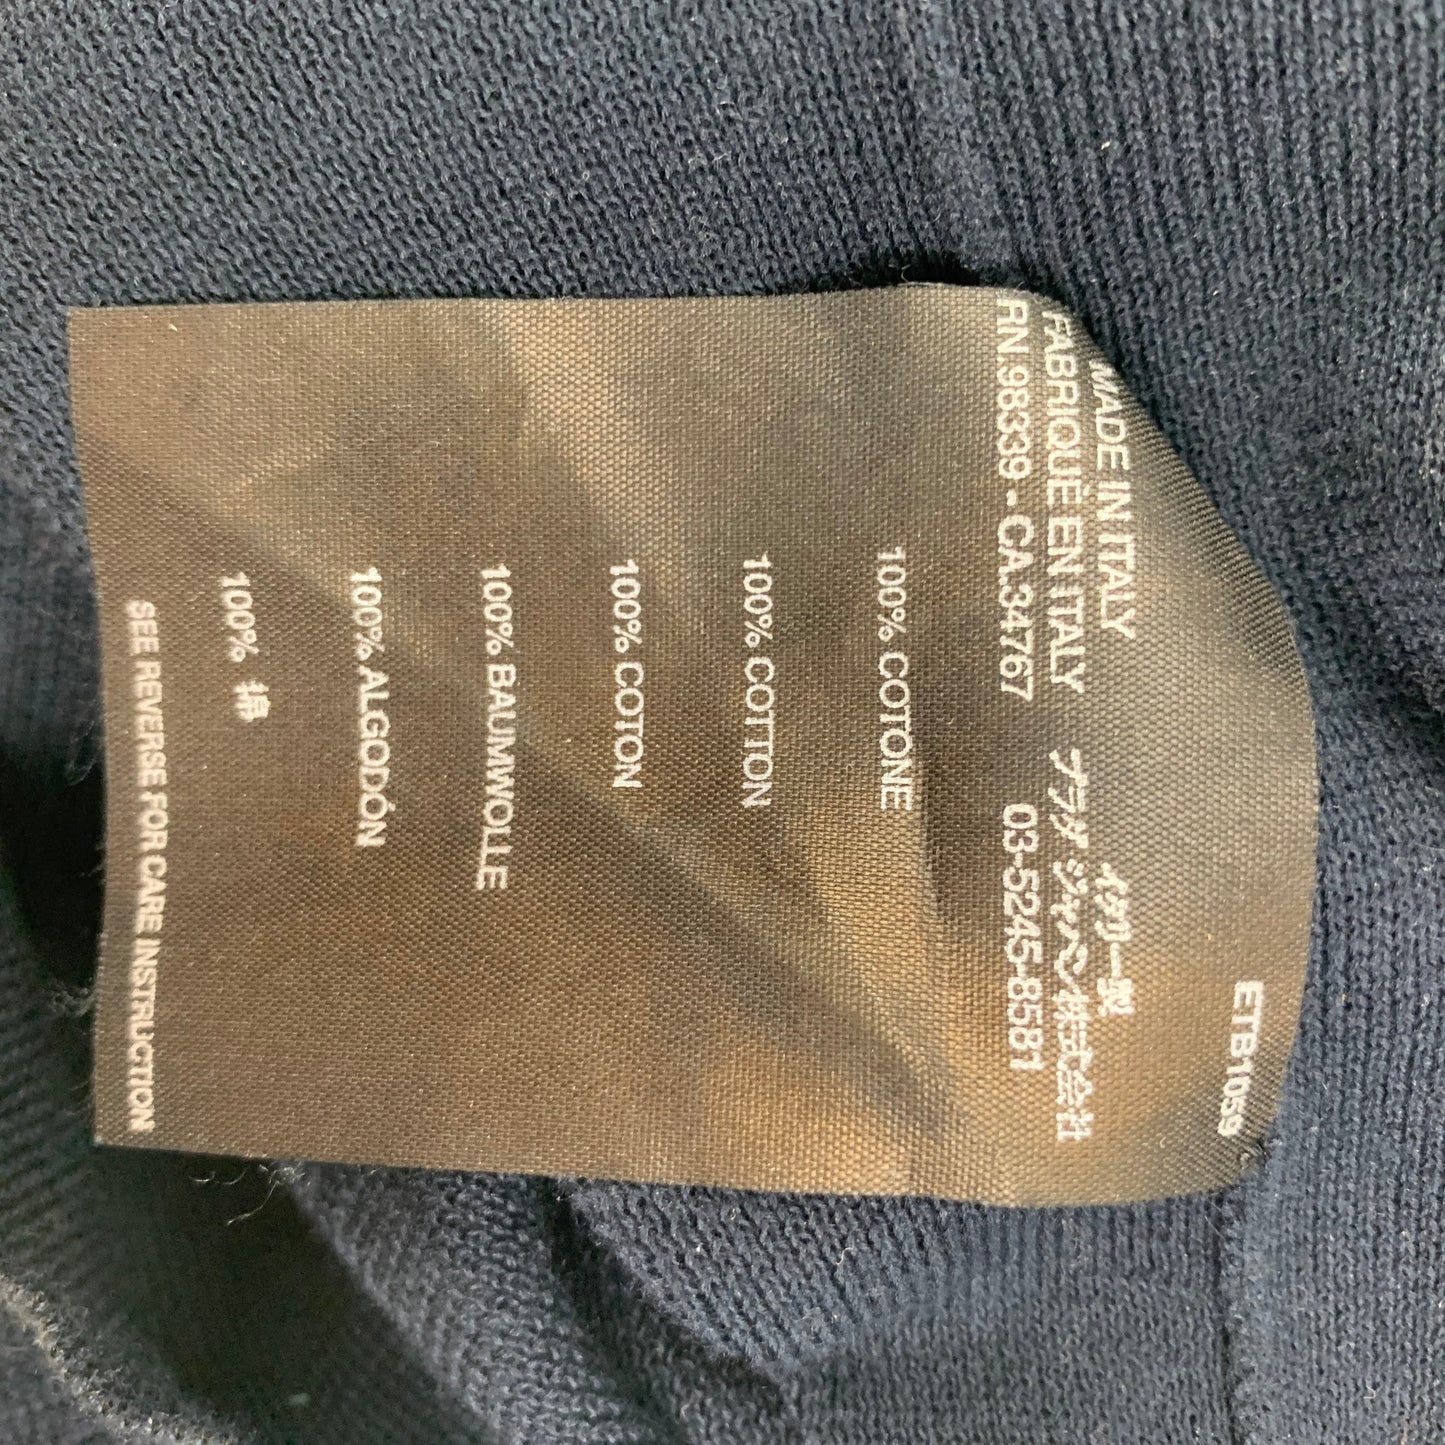 ETB1059
MADE IN ITALY イタリー製
FABRIQUÉ EN ITALY プラダ ジャパン株式会社
RN.98339 - CA.34767 03-5245-8581
100% COTONE
100% COTTON
100% COTON
100% BAUMWOLLE
100% ALGODÓN
100% 棉
SEE REVERSE FOR CARE INSTRUCTION